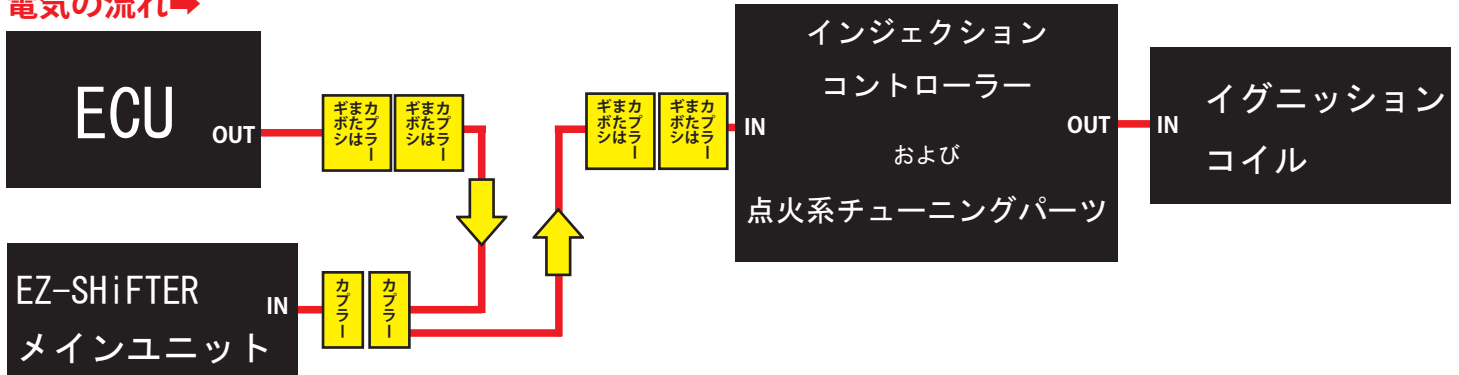 電気の流れ➡
ECU
OUT
カプラー
または
ギボシ
カプラー
または
ギボシ
EZ-SHiFTER
メインユニット
IN
カプラー
カプラー
カプラー
または
ギボシ
カプラー
または
ギボシ
IN
インジェクション
コントローラー
および
点火系チューニングパーツ
OUT
IN
イグニッション
コイル